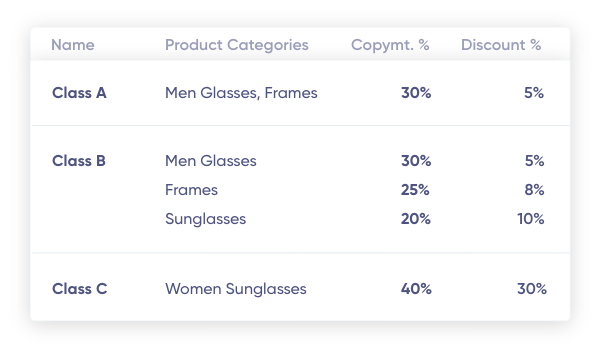 Name Product Categories Copymt. % Discount %
Class A Men Glasses, Frames 30% 5%
Class B Men Glasses 30% 5%
Frames 25% 8%
Sunglasses 20% 10%
Class C Women Sunglasses 40% 30%